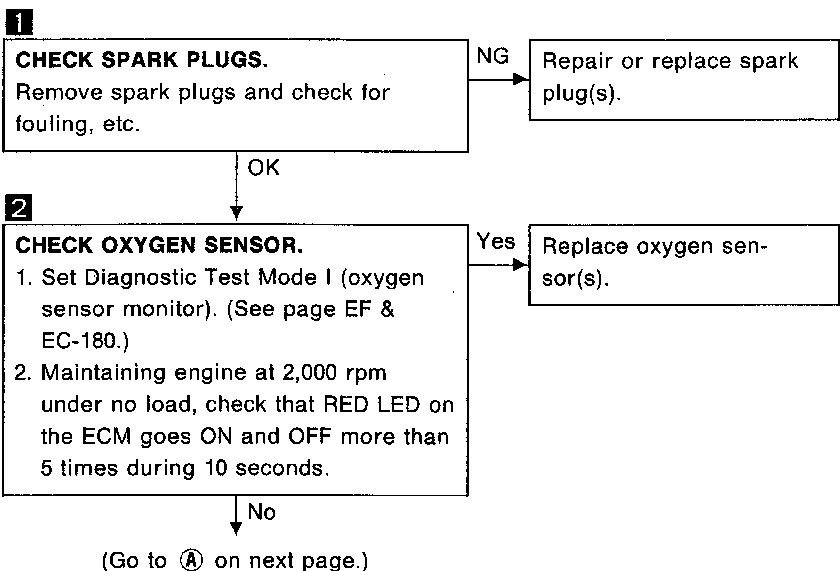 1
CHECK SPARK PLUGS.
Remove spark plugs and check for
fouling, etc.
NG
Repair or replace spark
plug(s).
OK
2
CHECK OXYGEN SENSOR.
1. Set Diagnostic Test Mode I (oxygen
sensor monitor). (See page EF &
EC-180.)
2. Maintaining engine at 2,000 rpm
under no load, check that RED LED on
the ECM goes ON and OFF more than
5 times during 10 seconds.
Yes
Replace oxygen sen-
sor(s).
No
(Go to Ⓐ on next page.)